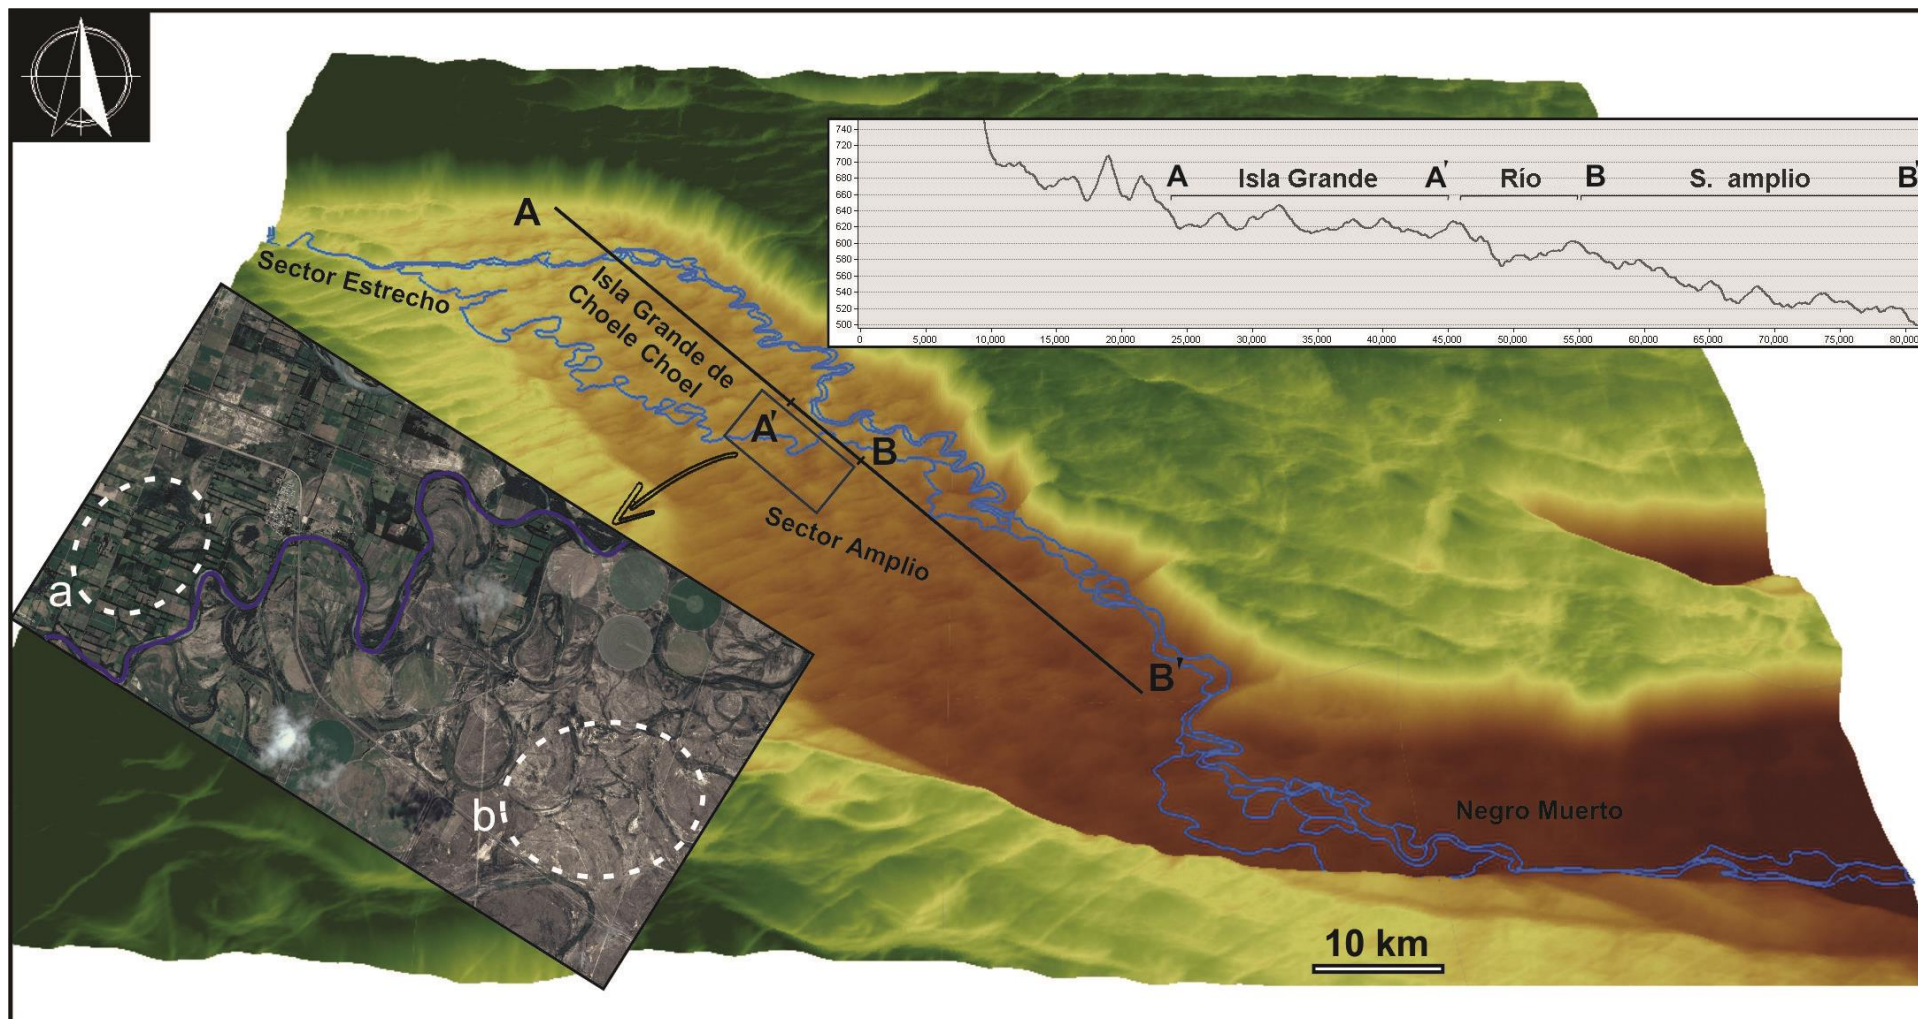 740
720
700
680
660
640
620
600
580
560
540
520
500
A Isla Grande A' Río B S. amplio B'
0 5,000 10,000 15,000 20,000 25,000 30,000 35,000 40,000 45,000 50,000 55,000 60,000 65,000 70,000 75,000 80,000
A
Sector Estrecho
Isla Grande de
Choele Choel
A'
B
Sector Amplio
a
b
B'
Negro Muerto
10 km